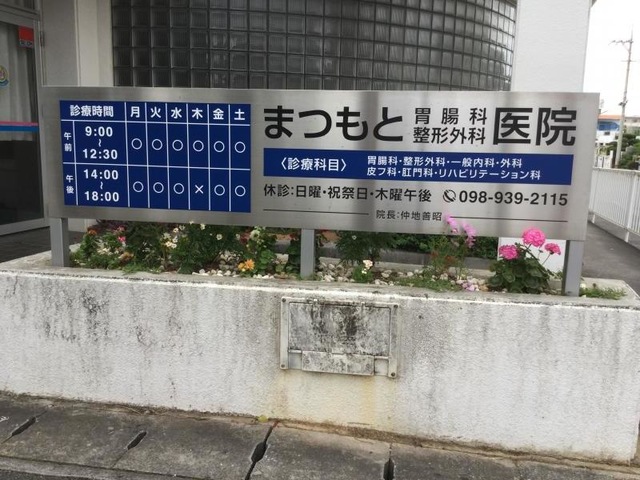 診療時間 月 火 水 木 金 土
午前 9:00 ～ 12:30 ○ ○ ○ ○ ○ ○
午後 14:00 ～ 18:00 ○ ○ ○ × ○ ○
まつもと 胃腸科 整形外科 医院
〈診療科目〉 胃腸科・整形外科・一般内科・外科
皮フ科・肛門科・リハビリテーション科
休診:日曜・祝祭日・木曜午後 098-939-2115
院長:仲地善昭